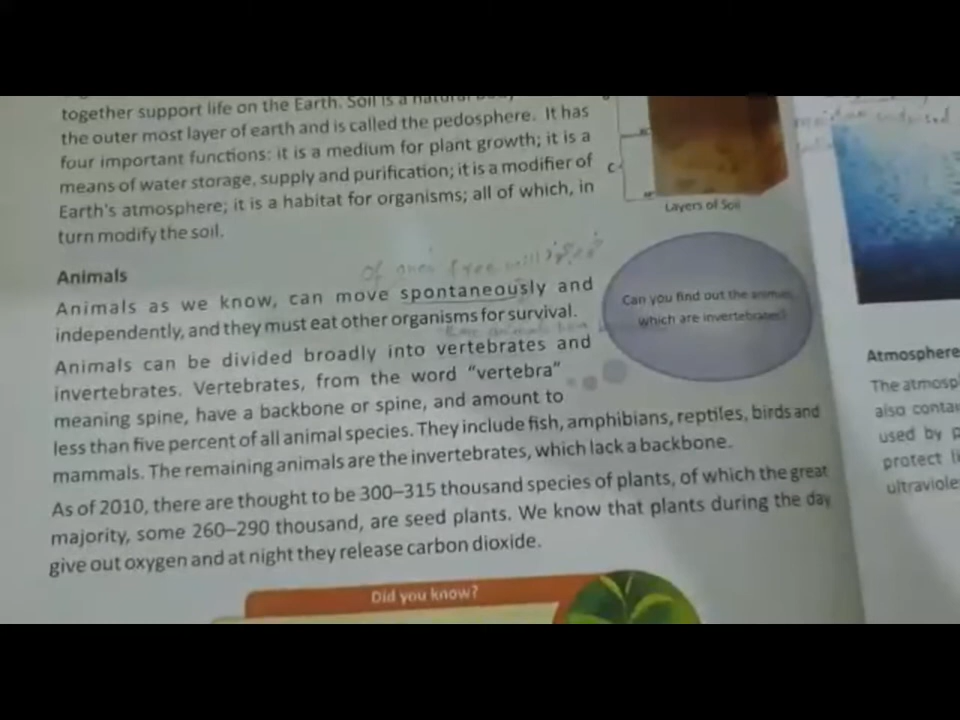 together support life on the Earth. Soil is a natural
the outer most layer of earth and is called the pedosphere. It has
four important functions: it is a medium for plant growth; it is a
means of water storage, supply and purification; it is a modifier of
Earth's atmosphere; it is a habitat for organisms; all of which, in
turn modify the soil.
C
Layers of Soil
Animals
Of ones free will
Animals as we know, can move spontaneously and
independently, and they must eat other organisms for survival.
Animals can be divided broadly into vertebrates and
invertebrates. Vertebrates, from the word "vertebra"
meaning spine, have a backbone or spine, and amount to
less than five percent of all animal species. They include fish, amphibians, reptiles, birds and
mammals. The remaining animals are the invertebrates, which lack a backbone.
Can you find out the animals
which are invertebrates?
As of 2010, there are thought to be 300–315 thousand species of plants, of which the great
majority, some 260–290 thousand, are seed plants. We know that plants during the day
give out oxygen and at night they release carbon dioxide.
Did you know?
Atmosphere
The atmosp
also conta
used by p
protect li
ultraviole